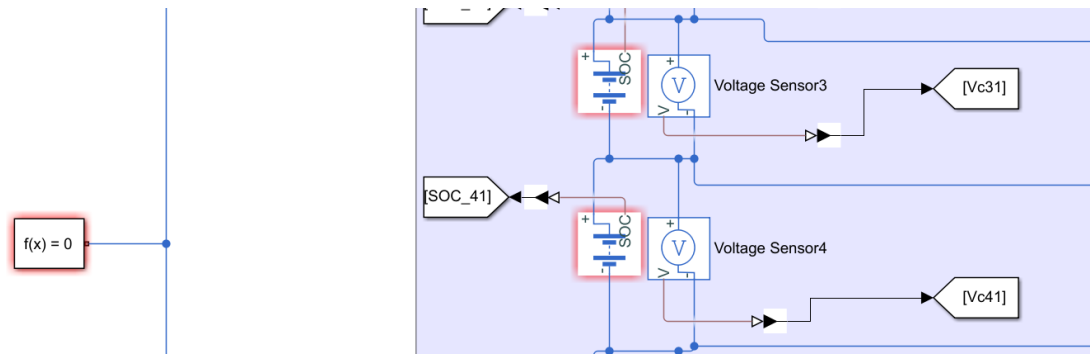 SOC
+
V
+
-
V
-
Voltage Sensor3
[Vc31]
[SOC_41]
f(x) = 0
SOC
+
V
+
-
V
-
Voltage Sensor4
[Vc41]